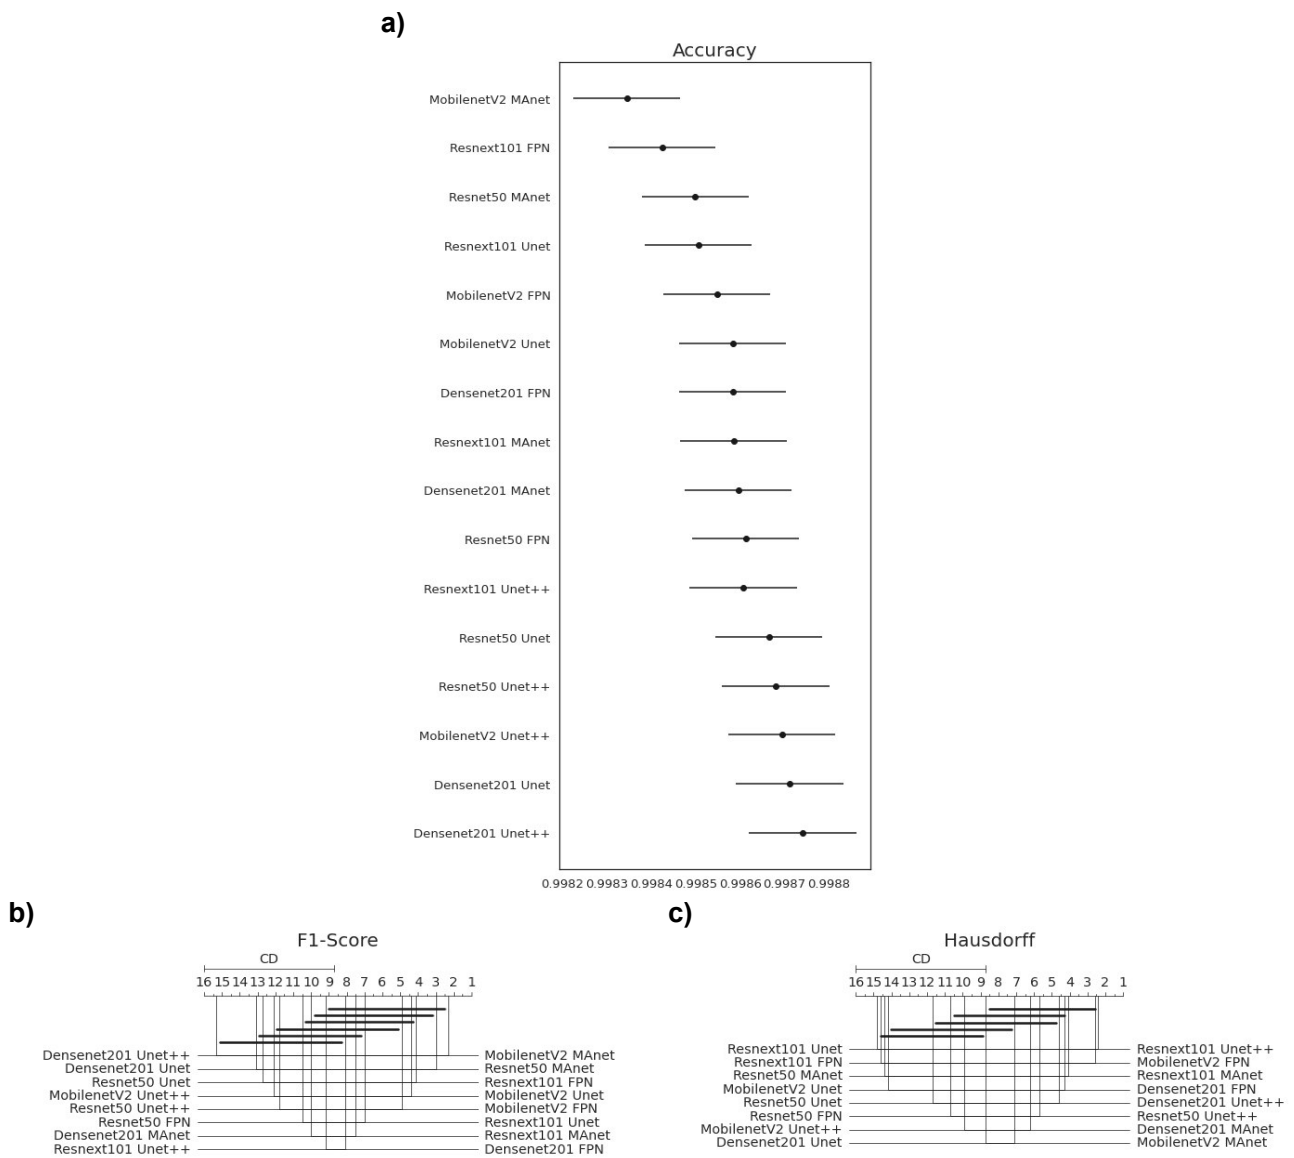 a)
Accuracy
MobilenetV2 MAnet
Resnext101 FPN
Resnet50 MAnet
Resnext101 Unet
MobilenetV2 FPN
MobilenetV2 Unet
Densenet201 FPN
Resnext101 MAnet
Densenet201 MAnet
Resnet50 FPN
Resnext101 Unet++
Resnet50 Unet
Resnet50 Unet++
MobilenetV2 Unet++
Densenet201 Unet
Densenet201 Unet++
0.9982 0.9983 0.9984 0.9985 0.9986 0.9987 0.9988
b)
F1-Score
CD
16 15 14 13 12 11 10 9 8 7 6 5 4 3 2 1
Densenet201 Unet++ MobilenetV2 MAnet
Densenet201 Unet Resnet50 MAnet
Resnet50 Unet Resnext101 FPN
MobilenetV2 Unet++ MobilenetV2 Unet
Resnet50 Unet++ MobilenetV2 FPN
Resnet50 FPN Resnext101 Unet
Densenet201 MAnet Resnext101 MAnet
Resnext101 Unet++ Densenet201 FPN
c)
Hausdorff
CD
16 15 14 13 12 11 10 9 8 7 6 5 4 3 2 1
Resnext101 Unet Resnext101 Unet++
Resnext101 FPN MobilenetV2 FPN
Resnet50 MAnet Resnext101 MAnet
MobilenetV2 Unet Densenet201 FPN
Resnet50 Unet Densenet201 Unet++
Resnet50 FPN Resnet50 Unet++
MobilenetV2 Unet++ Densenet201 MAnet
Densenet201 Unet MobilenetV2 MAnet